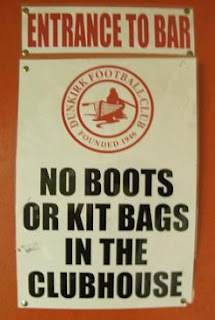 ENTRANCE TO BAR
DUNKIRK FOOTBALL CLUB
FOUNDED 1946
NO BOOTS
OR KIT BAGS
IN THE
CLUBHOUSE